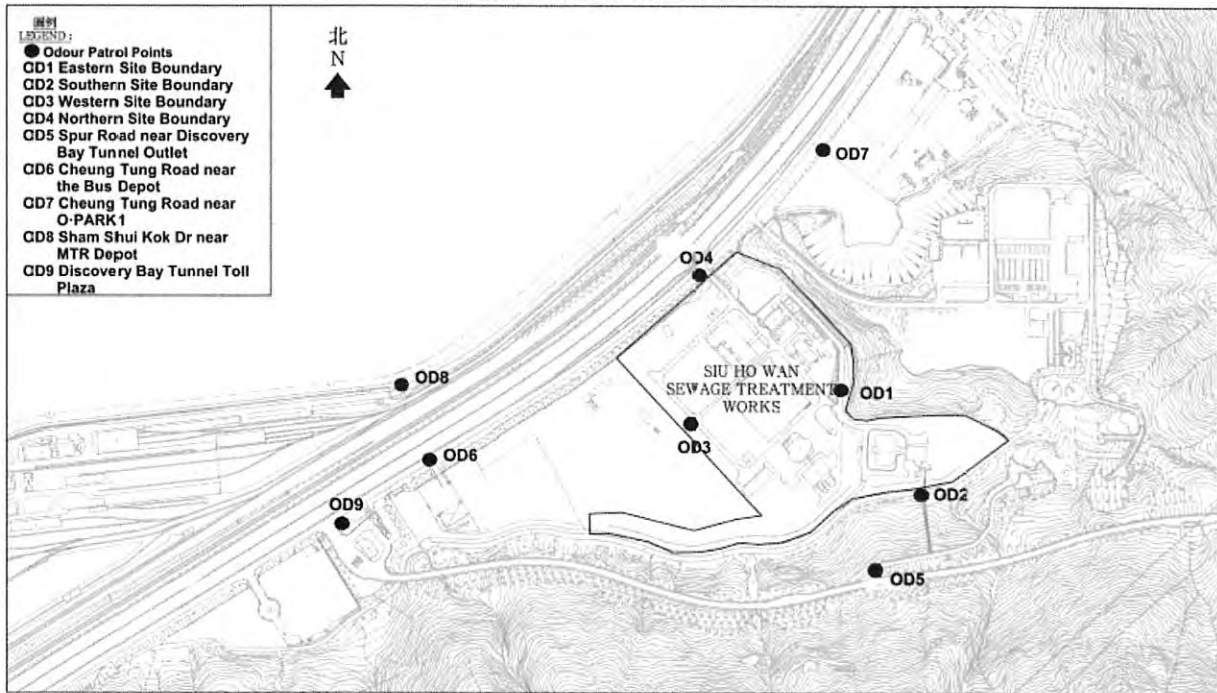 圖例
LEGEND :
Odour Patrol Points
OD1 Eastern Site Boundary
OD2 Southern Site Boundary
OD3 Western Site Boundary
OD4 Northern Site Boundary
OD5 Spur Road near Discovery
Bay Tunnel Outlet
OD6 Cheung Tung Road near
the Bus Depot
OD7 Cheung Tung Road near
O·PARK1
OD8 Sham Shui Kok Dr near
MTR Depot
OD9 Discovery Bay Tunnel Toll
Plaza
北
N
OD7
OD4
OD8
SIU HO WAN
SEWAGE TREATMENT
WORKS
OD1
OD3
OD6
OD2
OD9
OD5